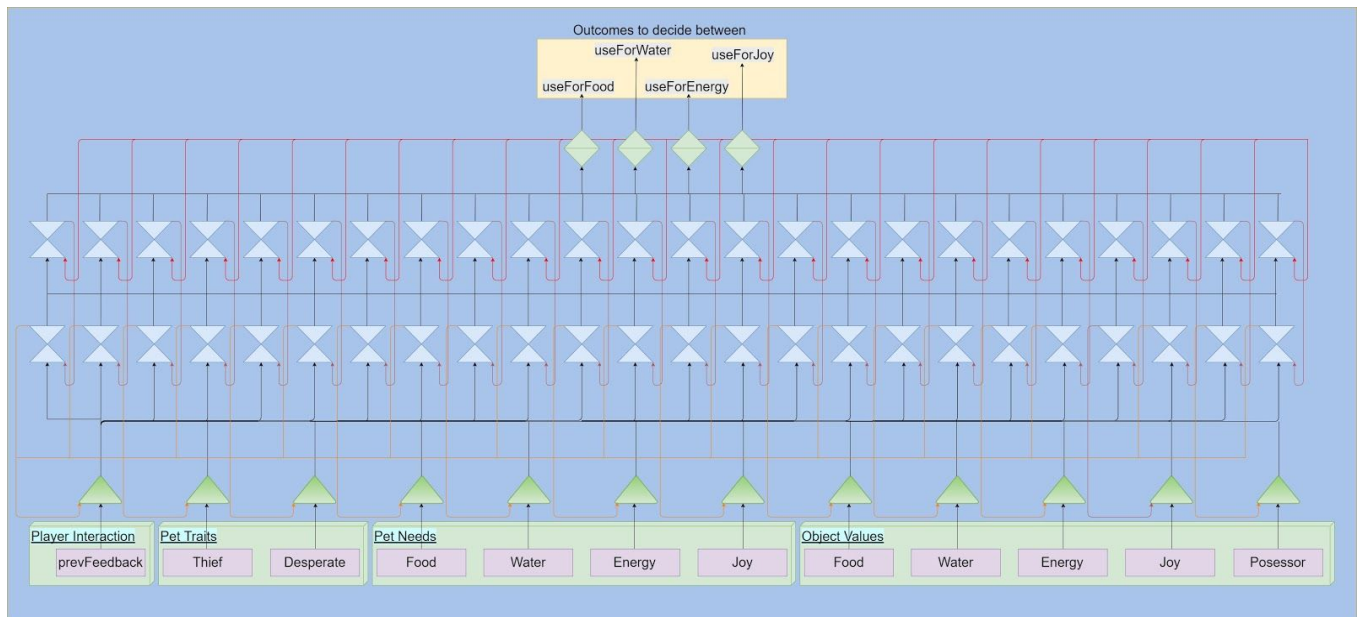 Outcomes to decide between
useForWater
useForJoy
useForFood
useForEnergy
Player Interaction
Pet Traits
Pet Needs
Object Values
prevFeedback
Thief
Desperate
Food
Water
Energy
Joy
Food
Water
Energy
Joy
Posessor